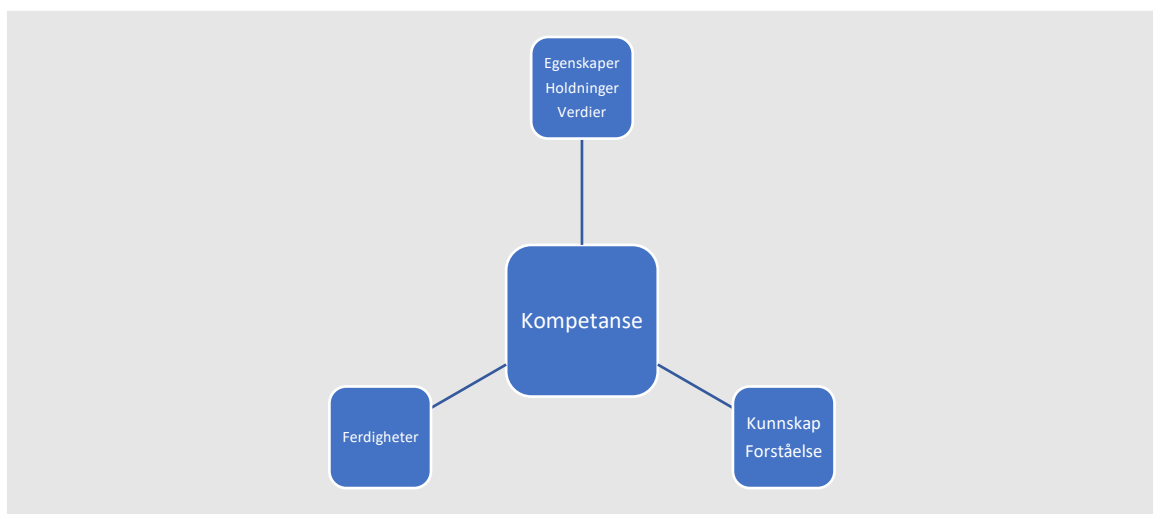 Egenskaper
Holdninger
Verdier
Kompetanse
Ferdigheter
Kunnskap
Forståelse